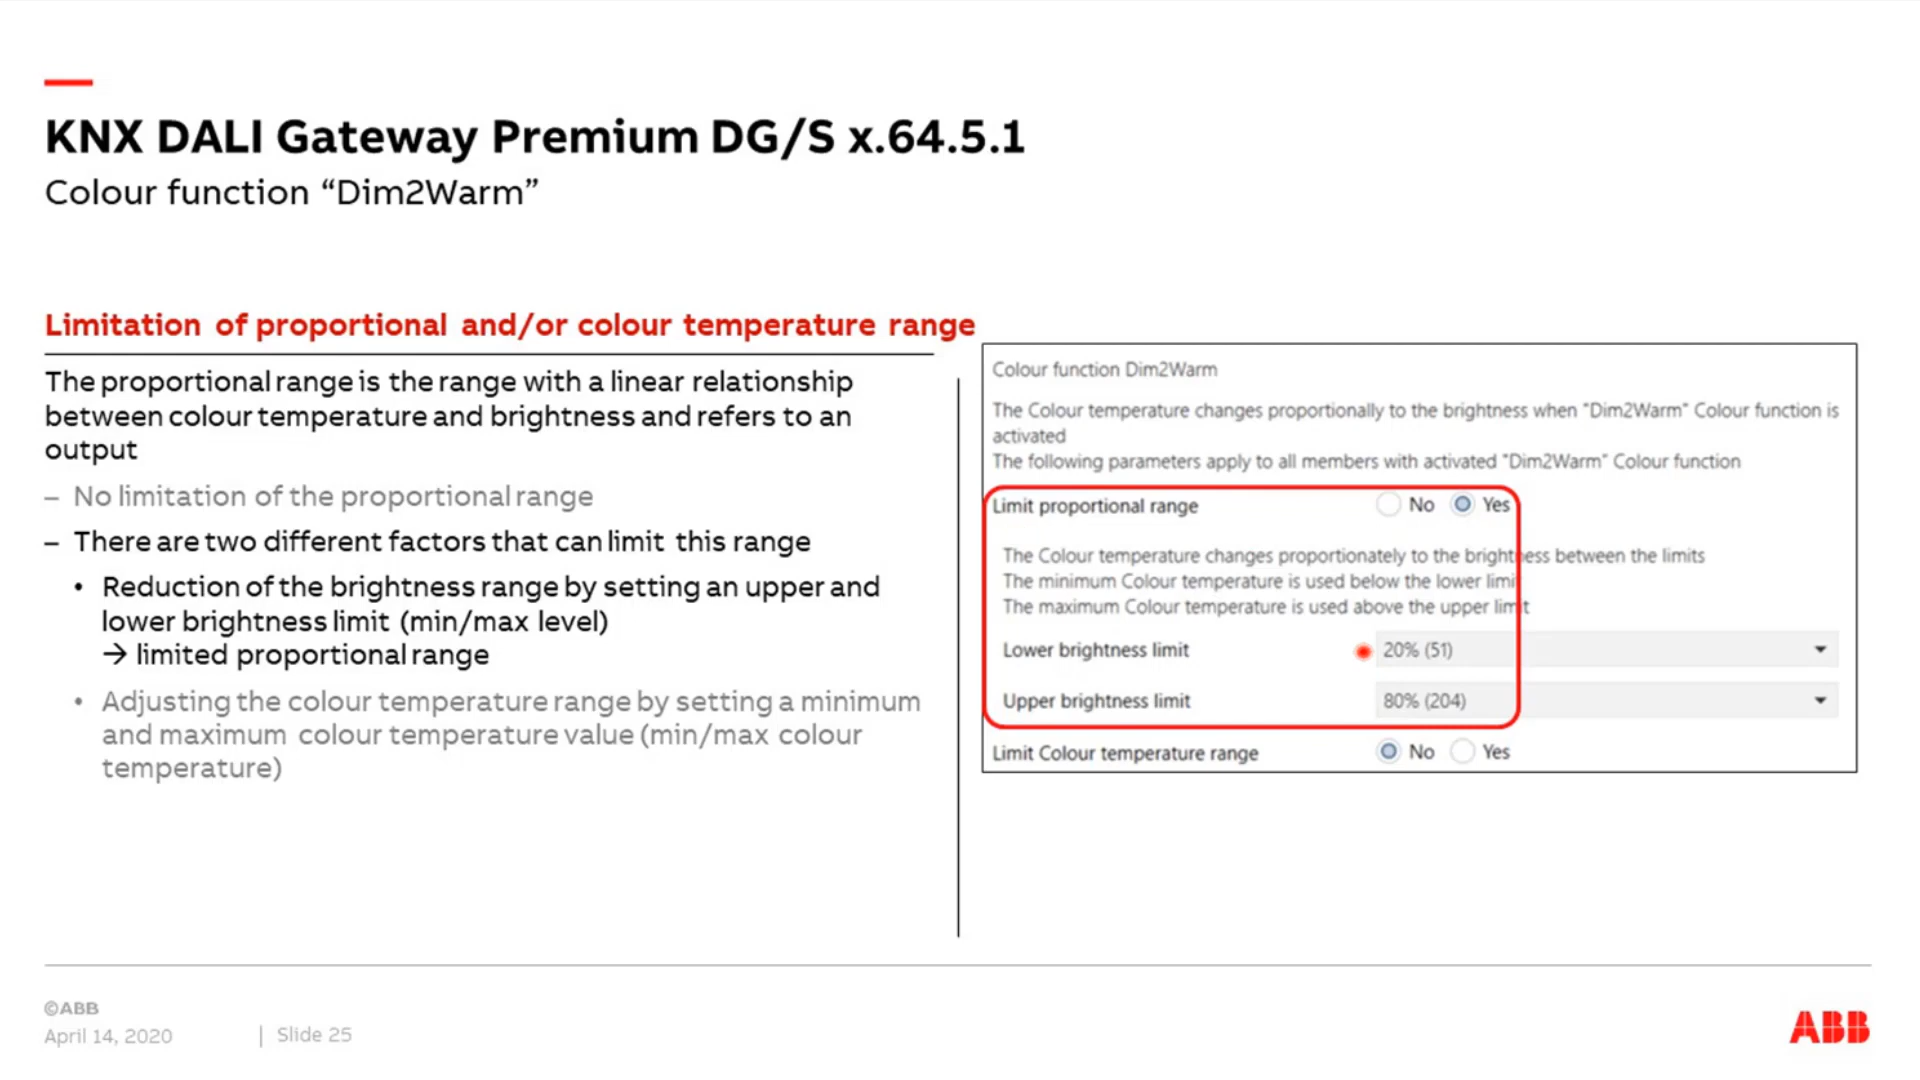 KNX DALI Gateway Premium DG/S x.64.5.1
Colour function “Dim2Warm”
Limitation of proportional and/or colour temperature range
The proportional range is the range with a linear relationship
between colour temperature and brightness and refers to an
output
– No limitation of the proportional range
– There are two different factors that can limit this range
• Reduction of the brightness range by setting an upper and
lower brightness limit (min/max level)
→ limited proportional range
• Adjusting the colour temperature range by setting a minimum
and maximum colour temperature value (min/max colour
temperature)
Colour function Dim2Warm
The Colour temperature changes proportionally to the brightness when "Dim2Warm" Colour function is
activated
The following parameters apply to all members with activated "Dim2Warm" Colour function
Limit proportional range No Yes
The Colour temperature changes proportionately to the brightness between the limits
The minimum Colour temperature is used below the lower limit
The maximum Colour temperature is used above the upper limit
Lower brightness limit 20% (51)
Upper brightness limit 80% (204)
Limit Colour temperature range No Yes
©ABB
April 14, 2020 | Slide 25
ABB